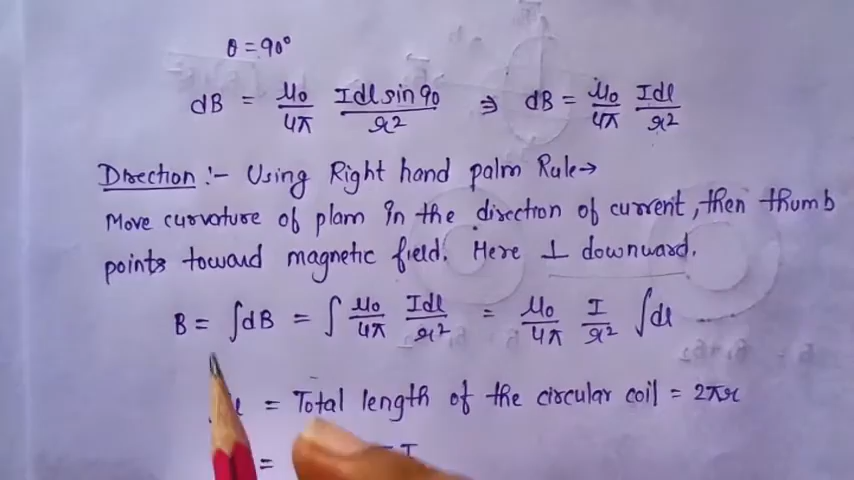 θ = 90°
dB = μ0/4π Idl sin 90/r² ⇒ dB = μ0/4π Idl/r²
Direction :- Using Right hand palm Rule→
Move curvature of plam in the direction of current, then thumb
points toward magnetic field. Here ⊥ downward.
B = ∫dB = ∫ μ0/4π Idl/r² = μ0/4π I/r² ∫dl
= Total length of the circular coil = 2πr
= I